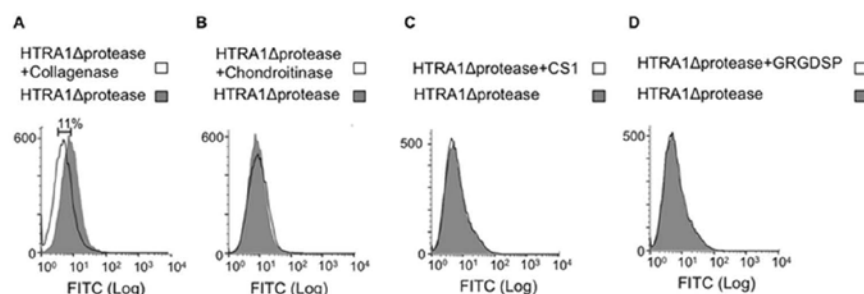 A
HTRA1Δprotease
+Collagenase
HTRA1Δprotease
11%
600
0
10⁰ 10¹ 10² 10³ 10⁴
FITC (Log)
B
HTRA1Δprotease
+Chondroitinase
HTRA1Δprotease
600
0
10⁰ 10¹ 10² 10³ 10⁴
FITC (Log)
C
HTRA1Δprotease+CS1
HTRA1Δprotease
500
0
10⁰ 10¹ 10² 10³ 10⁴
FITC (Log)
D
HTRA1Δprotease+GRGDSP
HTRA1Δprotease
500
0
10⁰ 10¹ 10² 10³ 10⁴
FITC (Log)